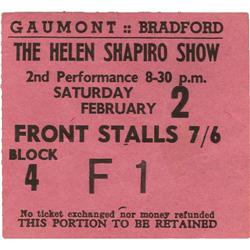 GAUMONT :: BRADFORD
THE HELEN SHAPIRO SHOW
2nd Performance 8-30 p.m.
SATURDAY
FEBRUARY 2
FRONT STALLS 7/6
BLOCK
4 F 1
No ticket exchanged nor money refunded
THIS PORTION TO BE RETAINED